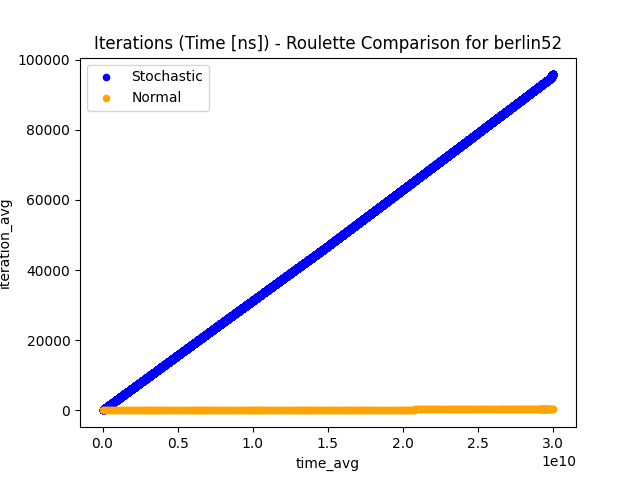 Iterations (Time [ns]) - Roulette Comparison for berlin52
Stochastic
Normal
100000
80000
60000
40000
20000
0
iteration_avg
0.0 0.5 1.0 1.5 2.0 2.5 3.0
1e10
time_avg